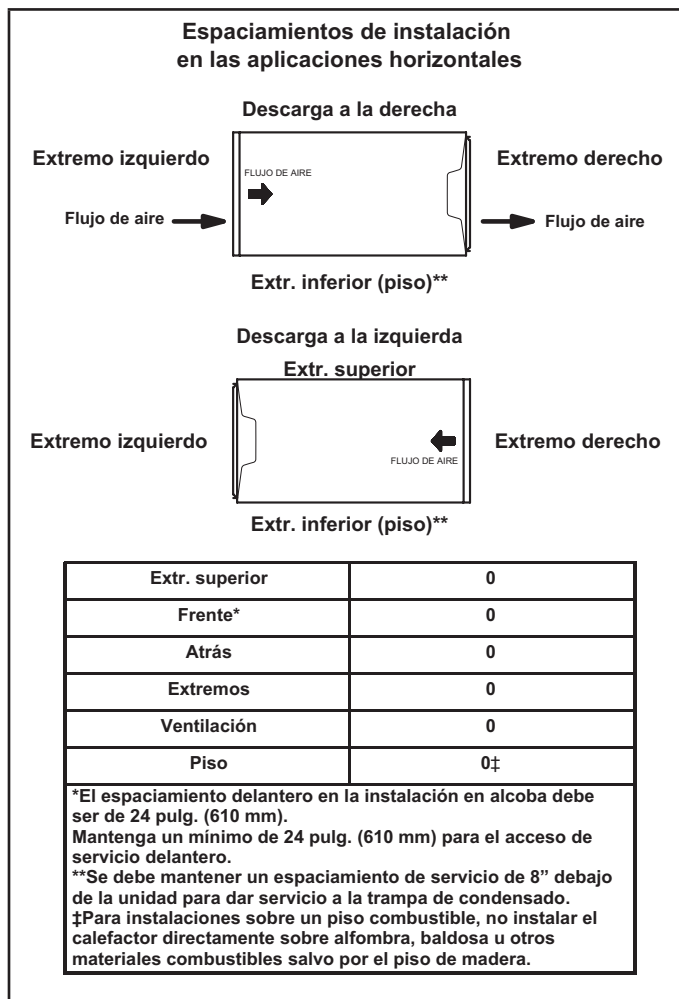 Espaciamientos de instalación
en las aplicaciones horizontales
Descarga a la derecha
Extremo izquierdo
FLUJO DE AIRE
Extremo derecho
Flujo de aire
Flujo de aire
Extr. inferior (piso)**
Descarga a la izquierda
Extr. superior
Extremo izquierdo
FLUJO DE AIRE
Extremo derecho
Extr. inferior (piso)**
Extr. superior 0
Frente* 0
Atrás 0
Extremos 0
Ventilación 0
Piso 0‡
*El espaciamiento delantero en la instalación en alcoba debe
ser de 24 pulg. (610 mm).
Mantenga un mínimo de 24 pulg. (610 mm) para el acceso de
servicio delantero.
**Se debe mantener un espaciamiento de servicio de 8” debajo
de la unidad para dar servicio a la trampa de condensado.
‡Para instalaciones sobre un piso combustible, no instalar el
calefactor directamente sobre alfombra, baldosa u otros
materiales combustibles salvo por el piso de madera.